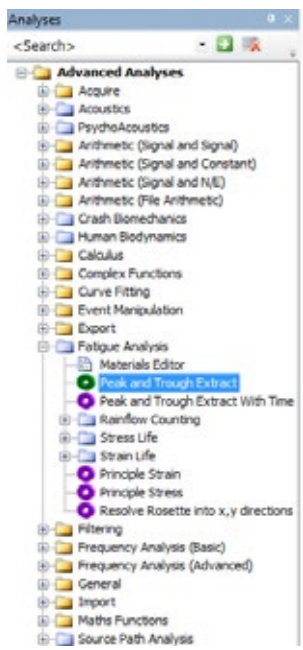 Analyses
<Search>
Advanced Analyses
Acquire
Acoustics
PsychoAcoustics
Arithmetic (Signal and Signal)
Arithmetic (Signal and Constant)
Arithmetic (Signal and N/E)
Arithmetic (File Arithmetic)
Crash Biomechanics
Human Biodynamics
Calculus
Complex Functions
Curve Fitting
Event Manipulation
Export
Fatigue Analysis
Materials Editor
Peak and Trough Extract
Peak and Trough Extract With Time
Rainflow Counting
Stress Life
Strain Life
Principle Strain
Principle Stress
Resolve Rosette into x,y directions
Filtering
Frequency Analysis (Basic)
Frequency Analysis (Advanced)
General
Import
Maths Functions
Source Path Analysis